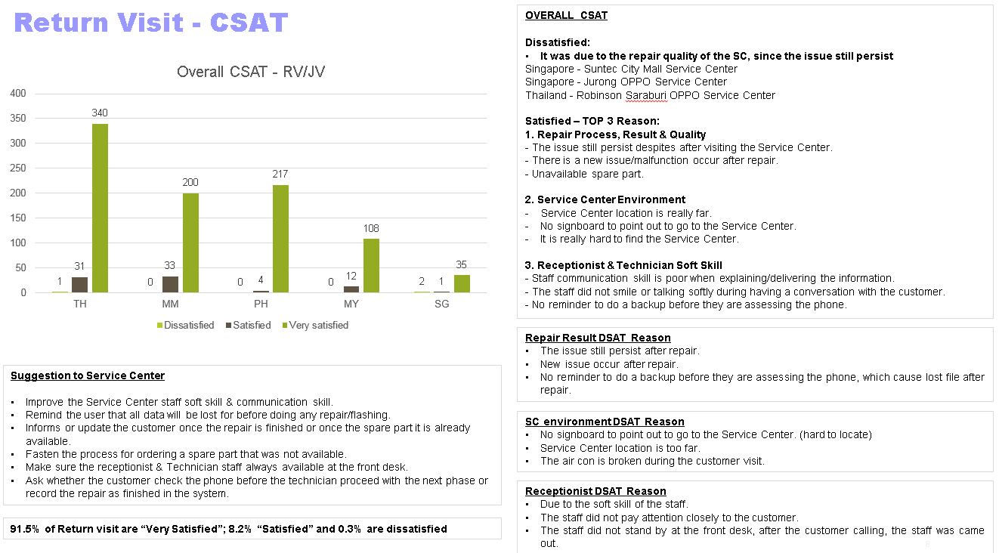 Return Visit - CSAT
Overall CSAT - RV/JV
400
350
300
250
200
150
100
50
0
1
31
340
0
33
200
0
4
217
0
12
108
2
1
35
TH
MM
PH
MY
SG
Dissatisfied
Satisfied
Very satisfied
Suggestion to Service Center
• Improve the Service Center staff soft skill & communication skill.
• Remind the user that all data will be lost for before doing any repair/flashing.
• Informs or update the customer once the repair is finished or once the spare part it is already
available.
• Fasten the process for ordering a spare part that was not available.
• Make sure the receptionist & Technician staff always available at the front desk.
• Ask whether the customer check the phone before the technician proceed with the next phase or
record the repair as finished in the system.
91.5% of Return visit are “Very Satisfied”; 8.2% “Satisfied” and 0.3% are dissatisfied
OVERALL CSAT
Dissatisfied:
• It was due to the repair quality of the SC, since the issue still persist
Singapore - Suntec City Mall Service Center
Singapore - Jurong OPPO Service Center
Thailand - Robinson Saraburi OPPO Service Center
Satisfied – TOP 3 Reason:
1. Repair Process, Result & Quality
- The issue still persist despites after visiting the Service Center.
- There is a new issue/malfunction occur after repair.
- Unavailable spare part.
2. Service Center Environment
- Service Center location is really far.
- No signboard to point out to go to the Service Center.
- It is really hard to find the Service Center.
3. Receptionist & Technician Soft Skill
- Staff communication skill is poor when explaining/delivering the information.
- The staff did not smile or talking softly during having a conversation with the customer.
- No reminder to do a backup before they are assessing the phone.
Repair Result DSAT Reason
• The issue still persist after repair.
• New issue occur after repair.
• No reminder to do a backup before they are assessing the phone, which cause lost file after
repair.
SC environment DSAT Reason
• No signboard to point out to go to the Service Center. (hard to locate)
• Service Center location is too far.
• The air con is broken during the customer visit.
Receptionist DSAT Reason
• Due to the soft skill of the staff.
• The staff did not pay attention closely to the customer.
• The staff did not stand by at the front desk, after the customer calling, the staff was came
out.